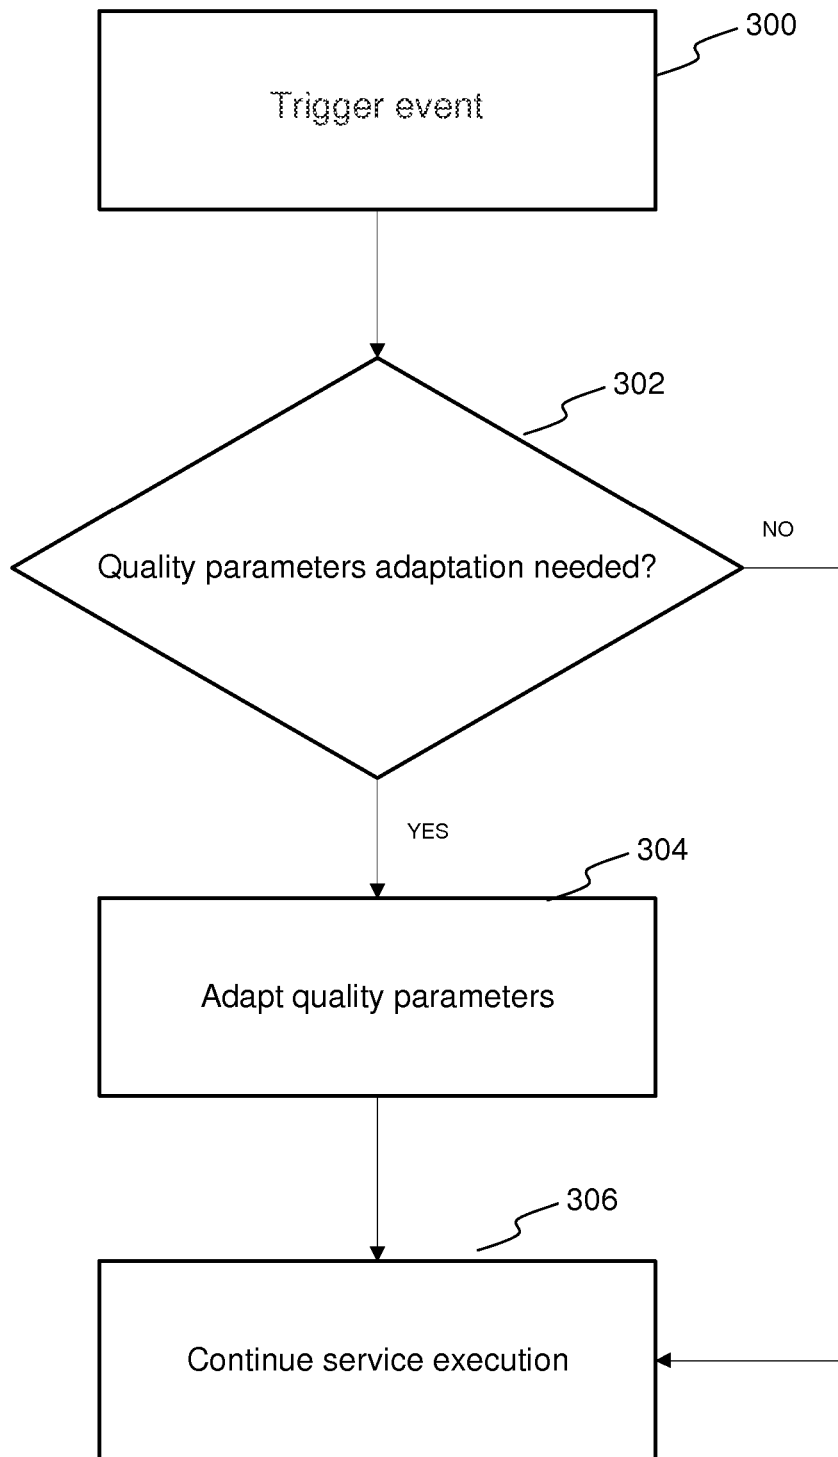 300
Trigger event
302
NO
Quality parameters adaptation needed?
YES
304
Adapt quality parameters
306
Continue service execution